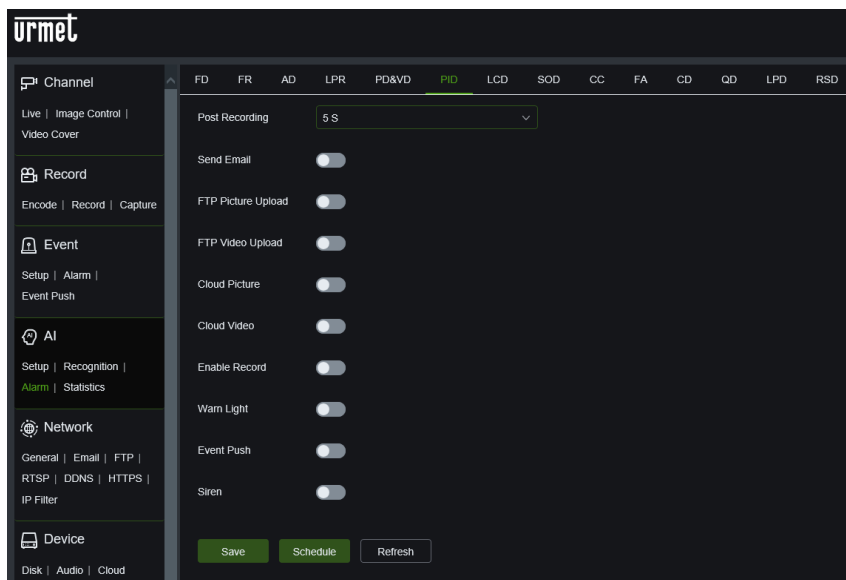 urmet
Channel
Live | Image Control |
Video Cover
Record
Encode | Record | Capture
Event
Setup | Alarm |
Event Push
AI
Setup | Recognition |
Alarm | Statistics
Network
General | Email | FTP |
RTSP | DDNS | HTTPS |
IP Filter
Device
Disk | Audio | Cloud
FD FR AD LPR PD&VD PID LCD SOD CC FA CD QD LPD RSD
Post Recording 5 S
Send Email
FTP Picture Upload
FTP Video Upload
Cloud Picture
Cloud Video
Enable Record
Warn Light
Event Push
Siren
Save Schedule Refresh